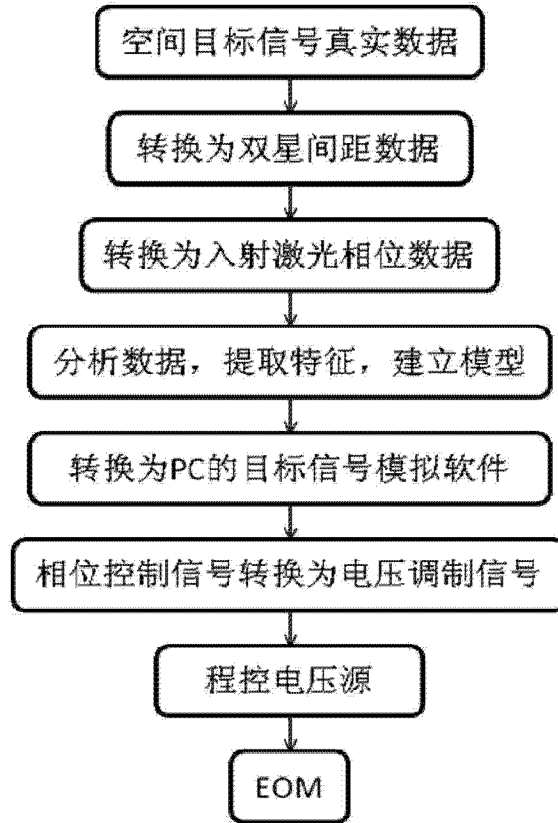 空间目标信号真实数据
转换为双星间距数据
转换为入射激光相位数据
分析数据，提取特征，建立模型
转换为PC的目标信号模拟软件
相位控制信号转换为电压调制信号
程控电压源
EOM